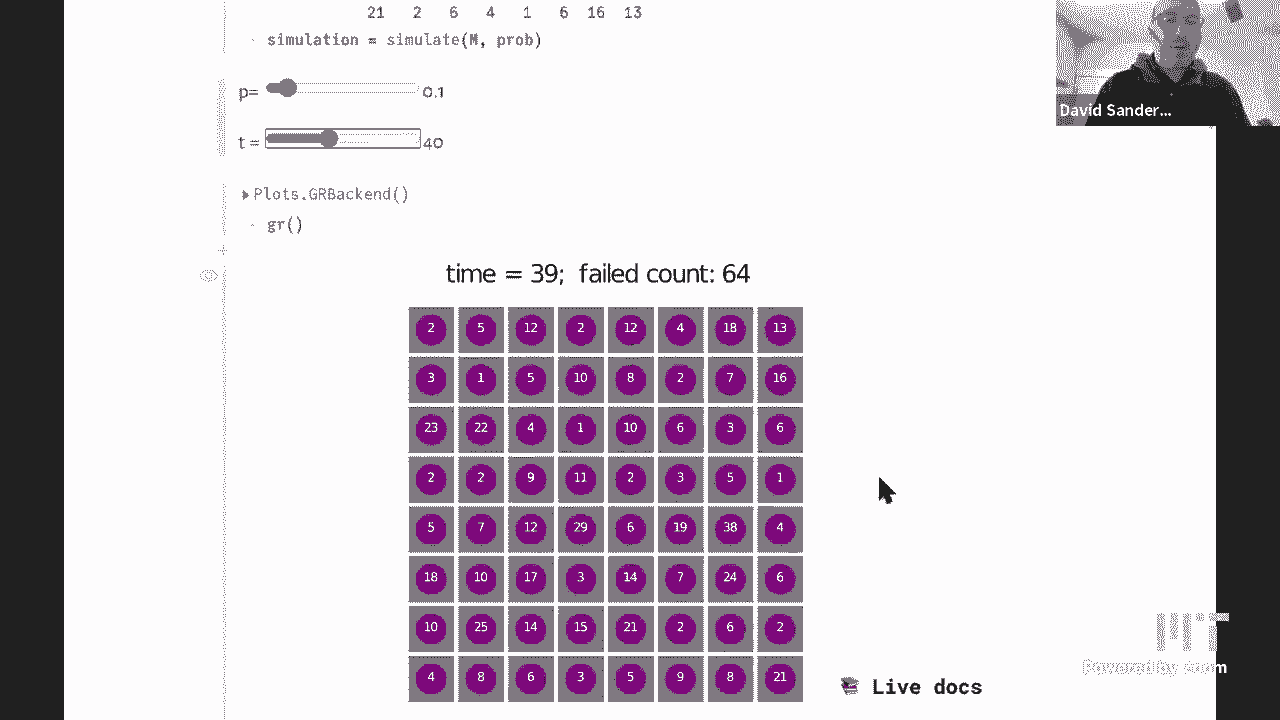 21 2 6 4 1 6 16 13
simulation = simulate(M, prob)
David Sander...
p= 0.1
t = 40
Plots.GRBackend()
gr()
time = 39; failed count: 64
2 5 12 2 12 4 18 13
3 1 5 10 8 2 7 16
23 22 4 1 10 6 3 6
2 2 9 11 2 3 5 1
5 7 12 29 6 19 38 4
18 10 17 3 14 7 24 6
10 25 14 15 21 2 6 2
4 8 6 3 5 9 8 21
Live docs